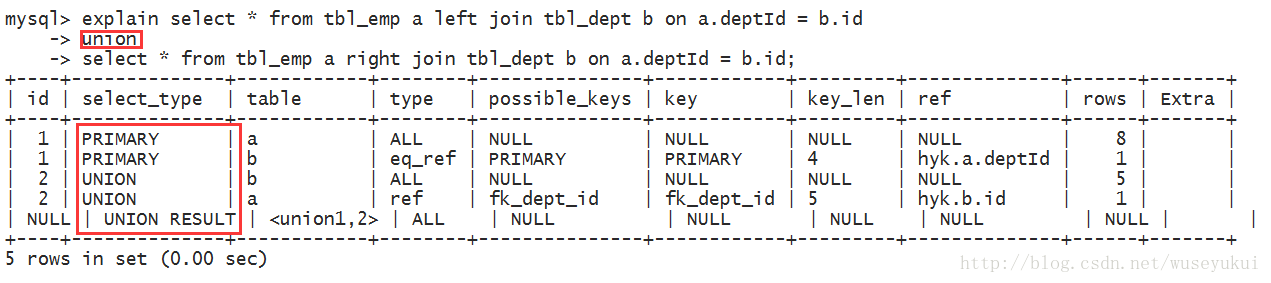 mysql> explain select * from tbl_emp a left join tbl_dept b on a.deptId = b.id
    -> union
    -> select * from tbl_emp a right join tbl_dept b on a.deptId = b.id;
+----+--------------+------------+--------+---------------+------------+---------+--------------+------+-------+
| id | select_type  | table      | type   | possible_keys | key        | key_len | ref          | rows | Extra |
+----+--------------+------------+--------+---------------+------------+---------+--------------+------+-------+
|  1 | PRIMARY      | a          | ALL    | NULL          | NULL       | NULL    | NULL         |    8 |       |
|  1 | PRIMARY      | b          | eq_ref | PRIMARY       | PRIMARY    | 4       | hyk.a.deptId |    1 |       |
|  2 | UNION        | b          | ALL    | NULL          | NULL       | NULL    | NULL         |    5 |       |
|  2 | UNION        | a          | ref    | fk_dept_id    | fk_dept_id | 5       | hyk.b.id     |    1 |       |
| NULL | UNION RESULT | <union1,2> | ALL    | NULL          | NULL       | NULL    | NULL         | NULL |       |
+----+--------------+------------+--------+---------------+------------+---------+--------------+------+-------+
5 rows in set (0.00 sec)
http://blog.csdn.net/wuseyukui